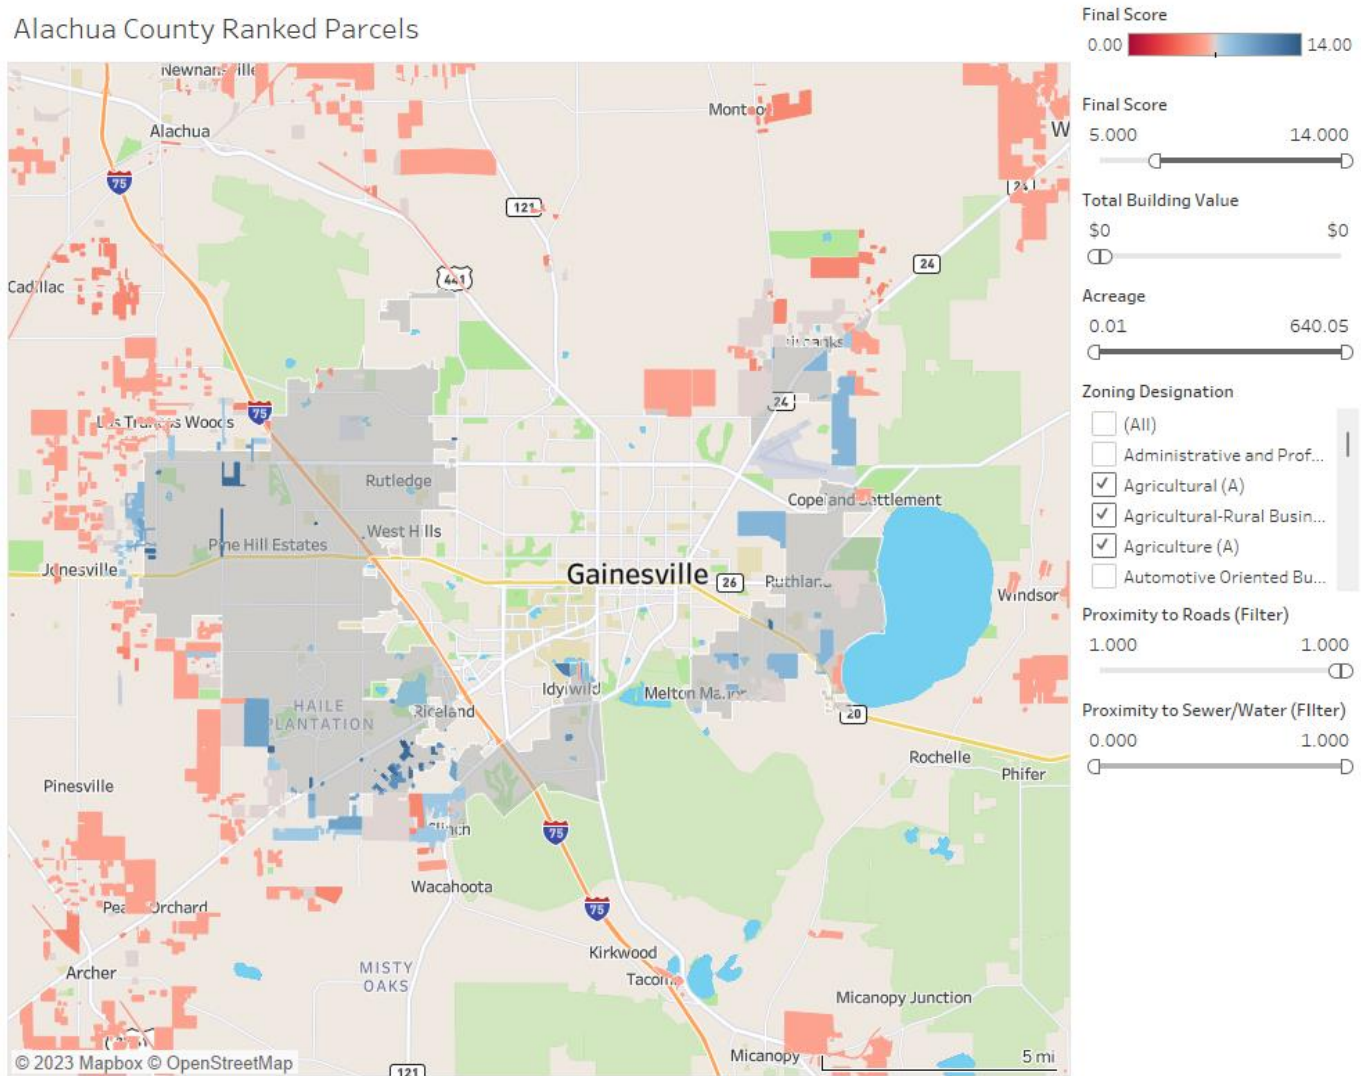 Alachua County Ranked Parcels
Final Score
0.00 14.00
Final Score
5.000 14.000
Total Building Value
$0 $0
Acreage
0.01 640.05
Zoning Designation
(All)
Administrative and Prof...
Agricultural (A)
Agricultural-Rural Busin...
Agriculture (A)
Automotive Oriented Bu...
Proximity to Roads (Filter)
1.000 1.000
Proximity to Sewer/Water (FIlter)
0.000 1.000
Alachua
W
75
121
24
441
24
Cadillac
75
24
Rutledge
West Hills
Pine Hill Estates
Jonesville
Gainesville
26
Windsor
Idylwild
HAILE
PLANTATION
Riceland
20
Rochelle
Phifer
Pinesville
75
Wacahoota
75
Archer
MISTY
OAKS
Kirkwood
Micanopy Junction
Micanopy
5 mi
121
© 2023 Mapbox © OpenStreetMap